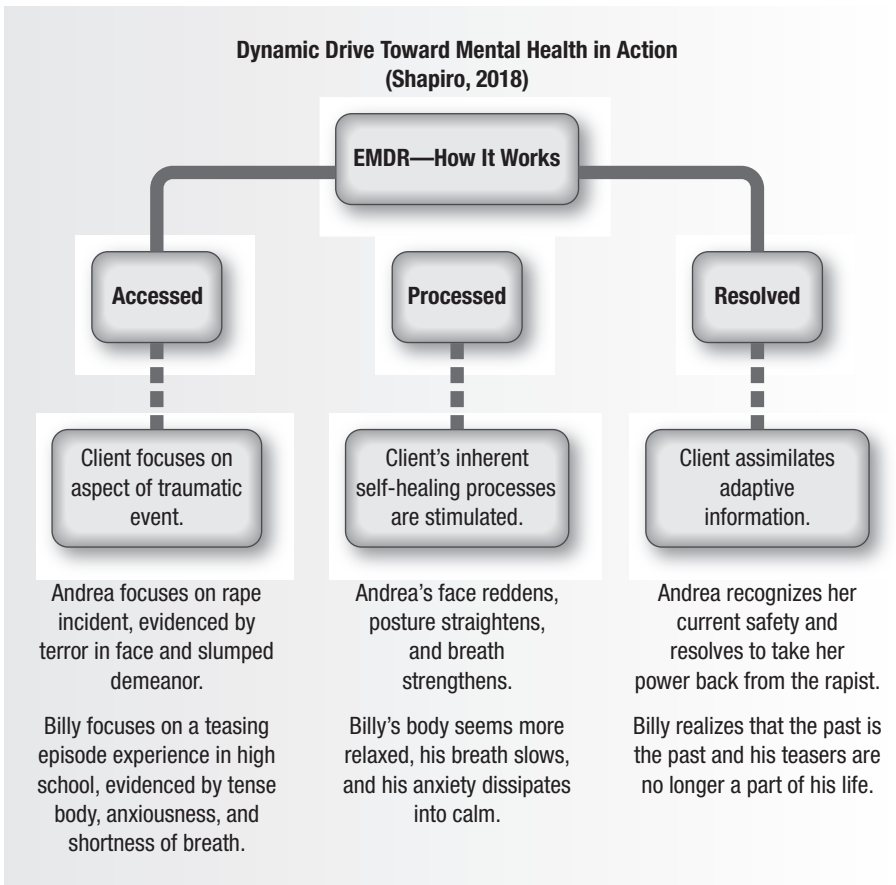 Dynamic Drive Toward Mental Health in Action
(Shapiro, 2018)
EMDR—How It Works
Accessed
Processed
Resolved
Client focuses on
aspect of traumatic
event.
Client’s inherent
self-healing processes
are stimulated.
Client assimilates
adaptive
information.
Andrea focuses on rape
incident, evidenced by
terror in face and slumped
demeanor.
Billy focuses on a teasing
episode experience in high
school, evidenced by tense
body, anxiousness, and
shortness of breath.
Andrea’s face reddens,
posture straightens,
and breath
strengthens.
Billy’s body seems more
relaxed, his breath slows,
and his anxiety dissipates
into calm.
Andrea recognizes her
current safety and
resolves to take her
power back from the rapist.
Billy realizes that the past is
the past and his teasers are
no longer a part of his life.